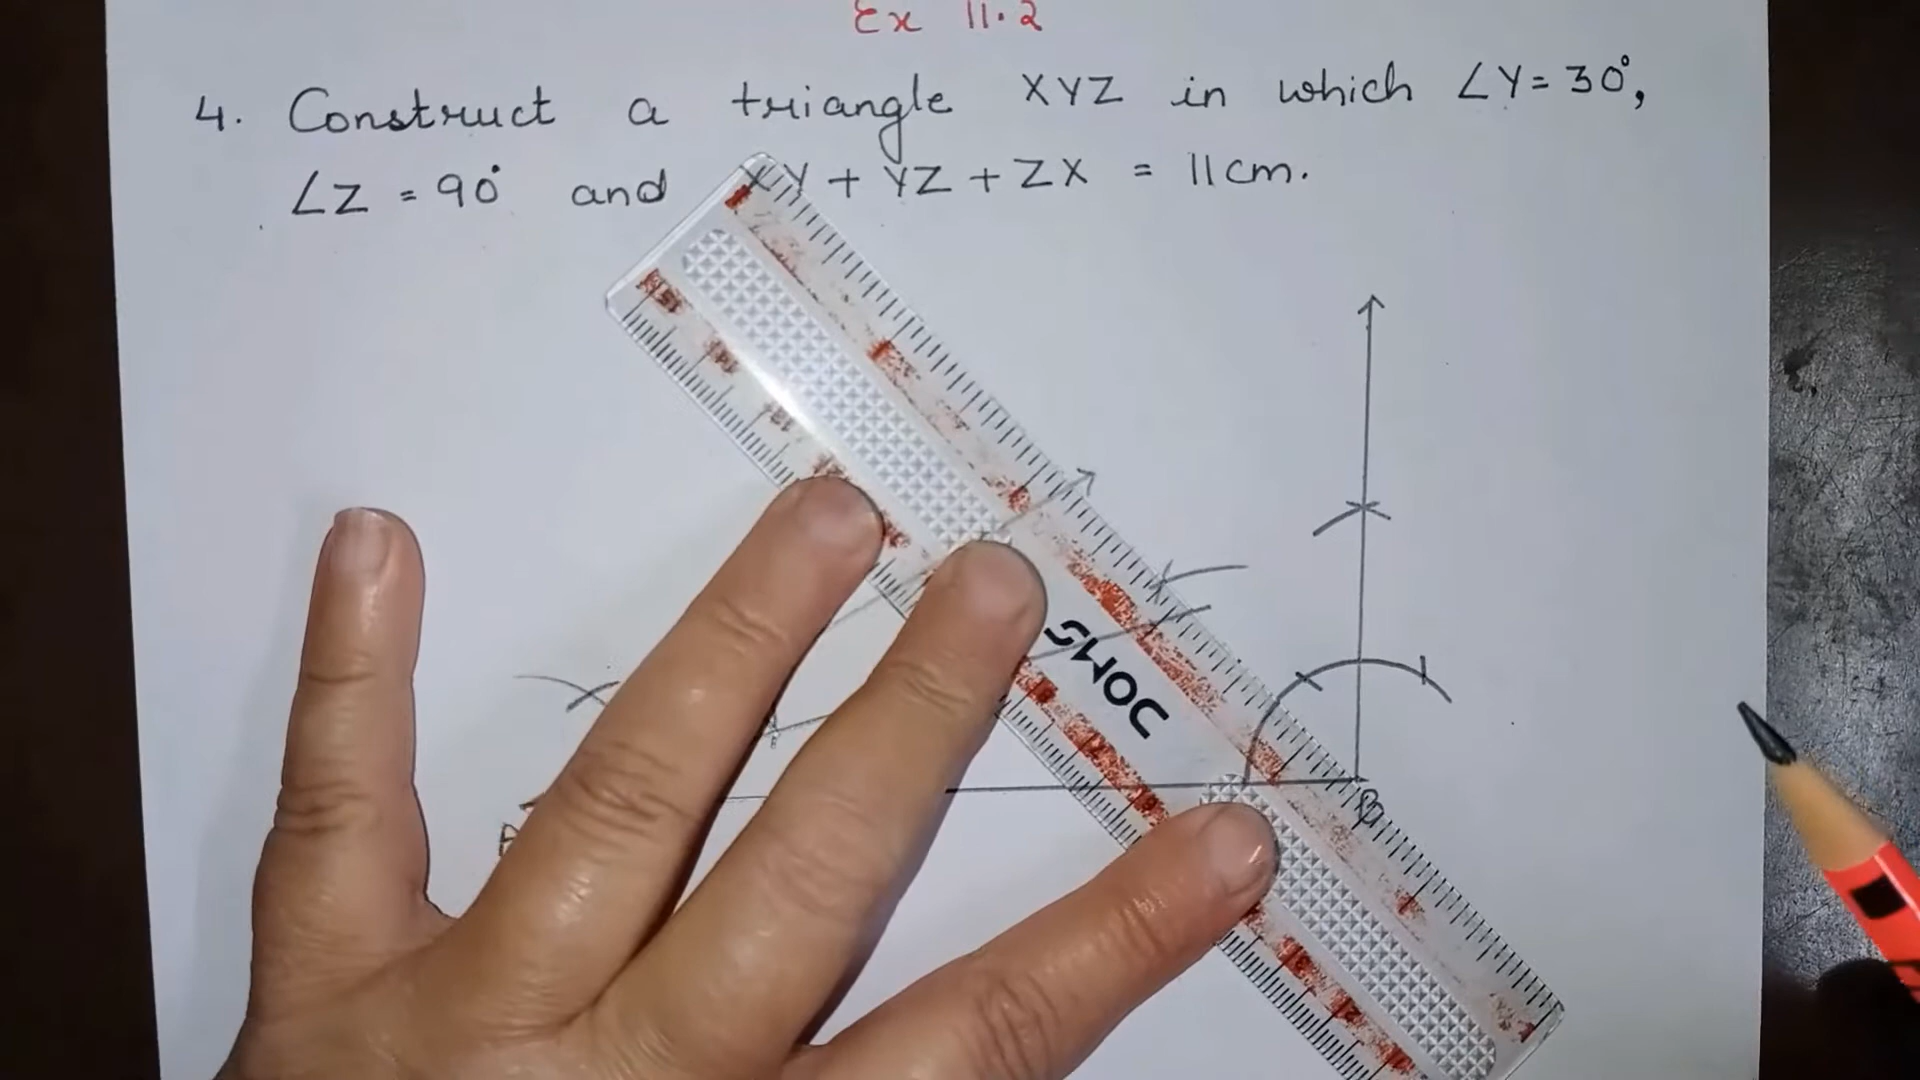 Ex 11.2
4. Construct a triangle XYZ in which ∠Y = 30°,
∠Z = 90° and XY + YZ + ZX = 11cm.
DOMS
A
B